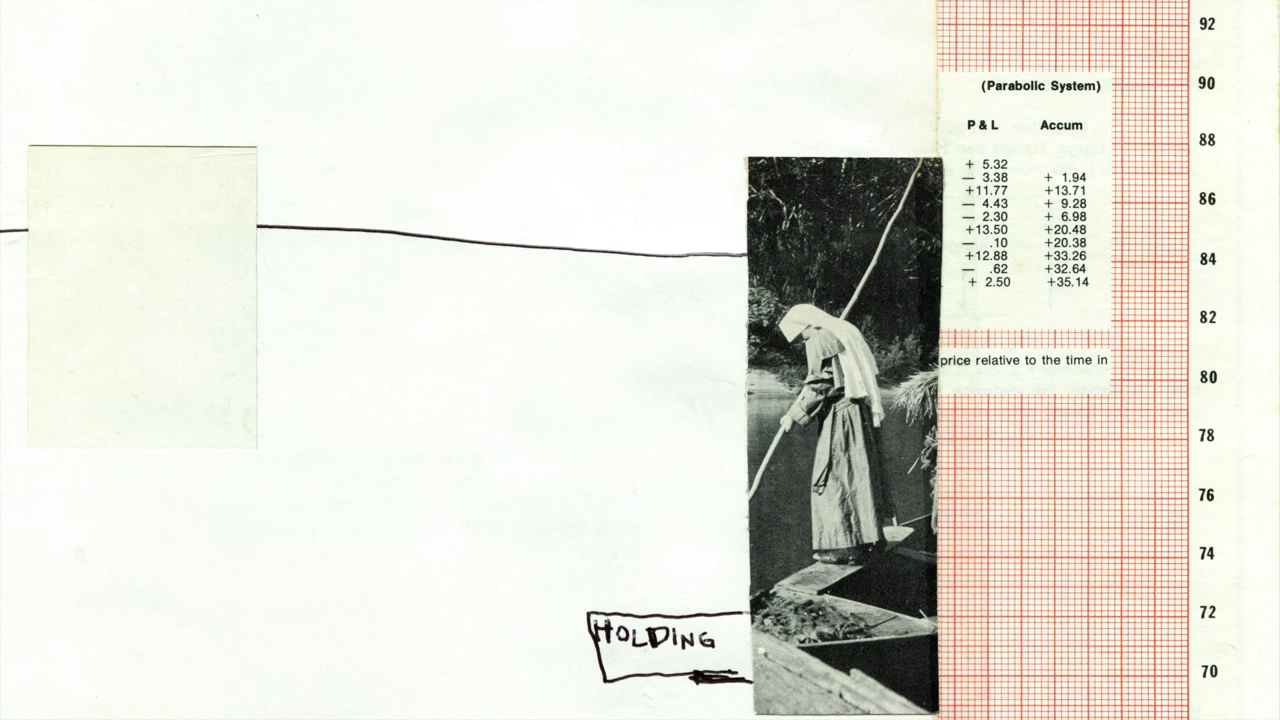 (Parabolic System)
P & L Accum
+ 5.32
— 3.38 + 1.94
+11.77 +13.71
— 4.43 + 9.28
— 2.30 + 6.98
+13.50 +20.48
— .10 +20.38
+12.88 +33.26
— .62 +32.64
+ 2.50 +35.14
price relative to the time in
HOLDING
92
90
88
86
84
82
80
78
76
74
72
70